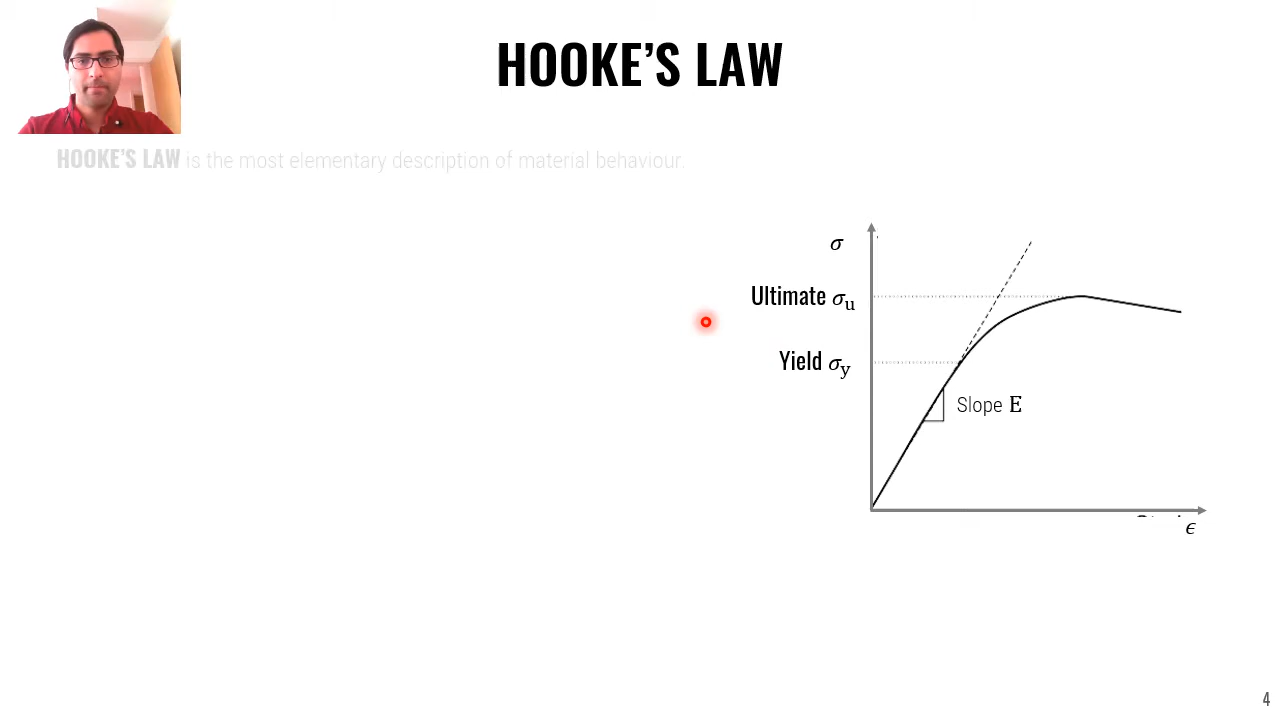 HOOKE'S LAW
HOOKE'S LAW is the most elementary description of material behaviour.
σ
Ultimate σu
Yield σy
Slope E
ϵ
4